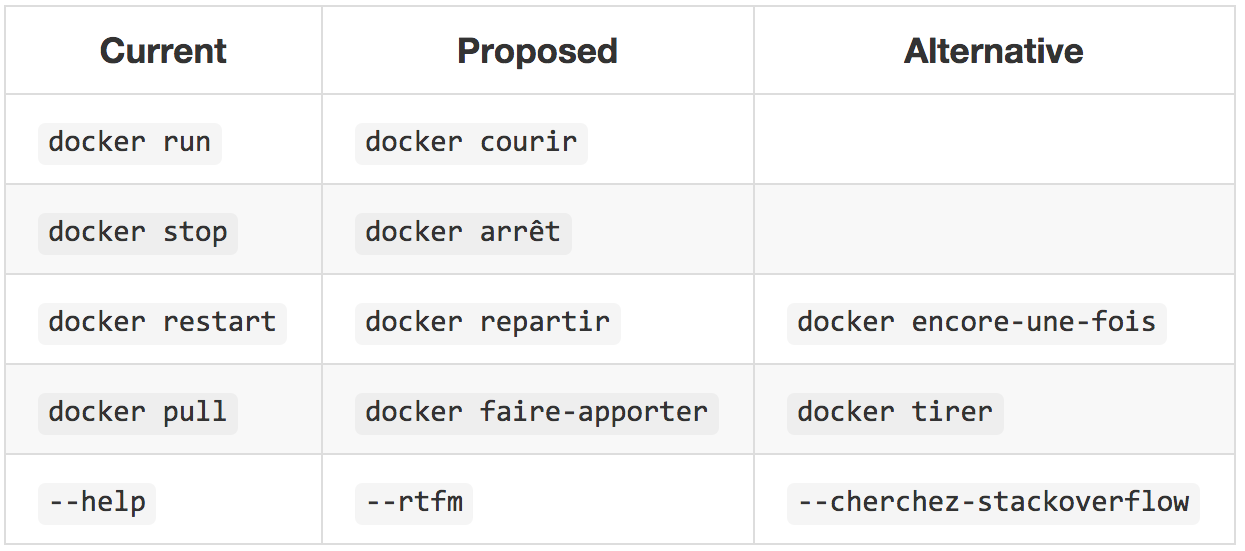 Current Proposed Alternative
docker run docker courir
docker stop docker arrêt
docker restart docker repartir docker encore-une-fois
docker pull docker faire-apporter docker tirer
--help --rtfm --cherchez-stackoverflow